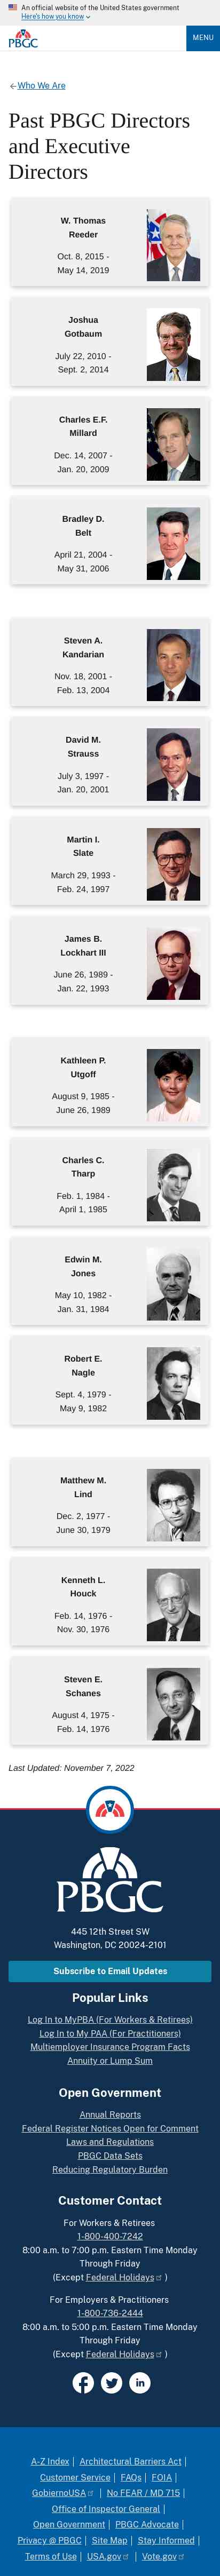 An official website of the United States government
Here's how you know
PBGC
MENU
Who We Are
Past PBGC Directors
and Executive
Directors
W. Thomas
Reeder
Oct. 8, 2015 -
May 14, 2019
Joshua
Gotbaum
July 22, 2010 -
Sept. 2, 2014
Charles E.F.
Millard
Dec. 14, 2007 -
Jan. 20, 2009
Bradley D.
Belt
April 21, 2004 -
May 31, 2006
Steven A.
Kandarian
Nov. 18, 2001 -
Feb. 13, 2004
David M.
Strauss
July 3, 1997 -
Jan. 20, 2001
Martin I.
Slate
March 29, 1993 -
Feb. 24, 1997
James B.
Lockhart III
June 26, 1989 -
Jan. 22, 1993
Kathleen P.
Utgoff
August 9, 1985 -
June 26, 1989
Charles C.
Tharp
Feb. 1, 1984 -
April 1, 1985
Edwin M.
Jones
May 10, 1982 -
Jan. 31, 1984
Robert E.
Nagle
Sept. 4, 1979 -
May 9, 1982
Matthew M.
Lind
Dec. 2, 1977 -
June 30, 1979
Kenneth L.
Houck
Feb. 14, 1976 -
Nov. 30, 1976
Steven E.
Schanes
August 4, 1975 -
Feb. 14, 1976
Last Updated: November 7, 2022
PBGC
445 12th Street SW
Washington, DC 20024-2101
Subscribe to Email Updates
Popular Links
Log In to MyPBA (For Workers & Retirees)
Log In to My PAA (For Practitioners)
Multiemployer Insurance Program Facts
Annuity or Lump Sum
Open Government
Annual Reports
Federal Register Notices Open for Comment
Laws and Regulations
PBGC Data Sets
Reducing Regulatory Burden
Customer Contact
For Workers & Retirees
1-800-400-7242
8:00 a.m. to 7:00 p.m. Eastern Time Monday
Through Friday
(Except Federal Holidays )
For Employers & Practitioners
1-800-736-2444
8:00 a.m. to 5:00 p.m. Eastern Time Monday
Through Friday
(Except Federal Holidays )
in
A-Z Index | Architectural Barriers Act |
Customer Service | FAQs | FOIA |
GobiernoUSA | No FEAR / MD 715 |
Office of Inspector General |
Open Government | PBGC Advocate |
Privacy @ PBGC | Site Map | Stay Informed |
Terms of Use | USA.gov | Vote.gov